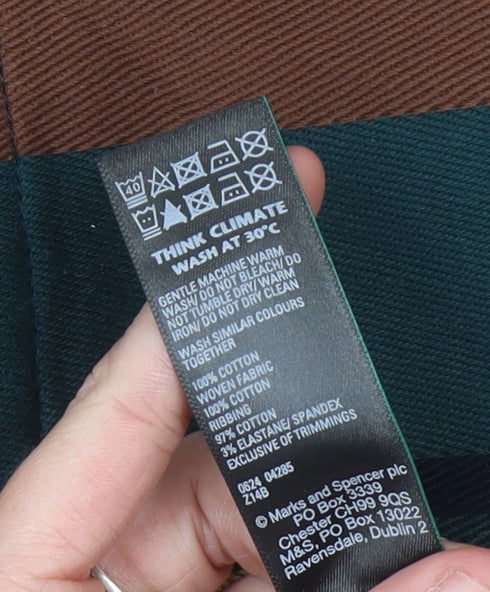 40
THINK CLIMATE
WASH AT 30°C
GENTLE MACHINE WARM
WASH/ DO NOT BLEACH/ DO
NOT TUMBLE DRY/ WARM
IRON/ DO NOT DRY CLEAN
WASH SIMILAR COLOURS
TOGETHER
100% COTTON
WOVEN FABRIC
100% COTTON
RIBBING
97% COTTON
3% ELASTANE/ SPANDEX
EXCLUSIVE OF TRIMMINGS
0624 04285
Z14B
© Marks and Spencer plc
PO Box 3339
Chester CH99 9QS
M&S, PO Box 13022
Ravensdale, Dublin 2